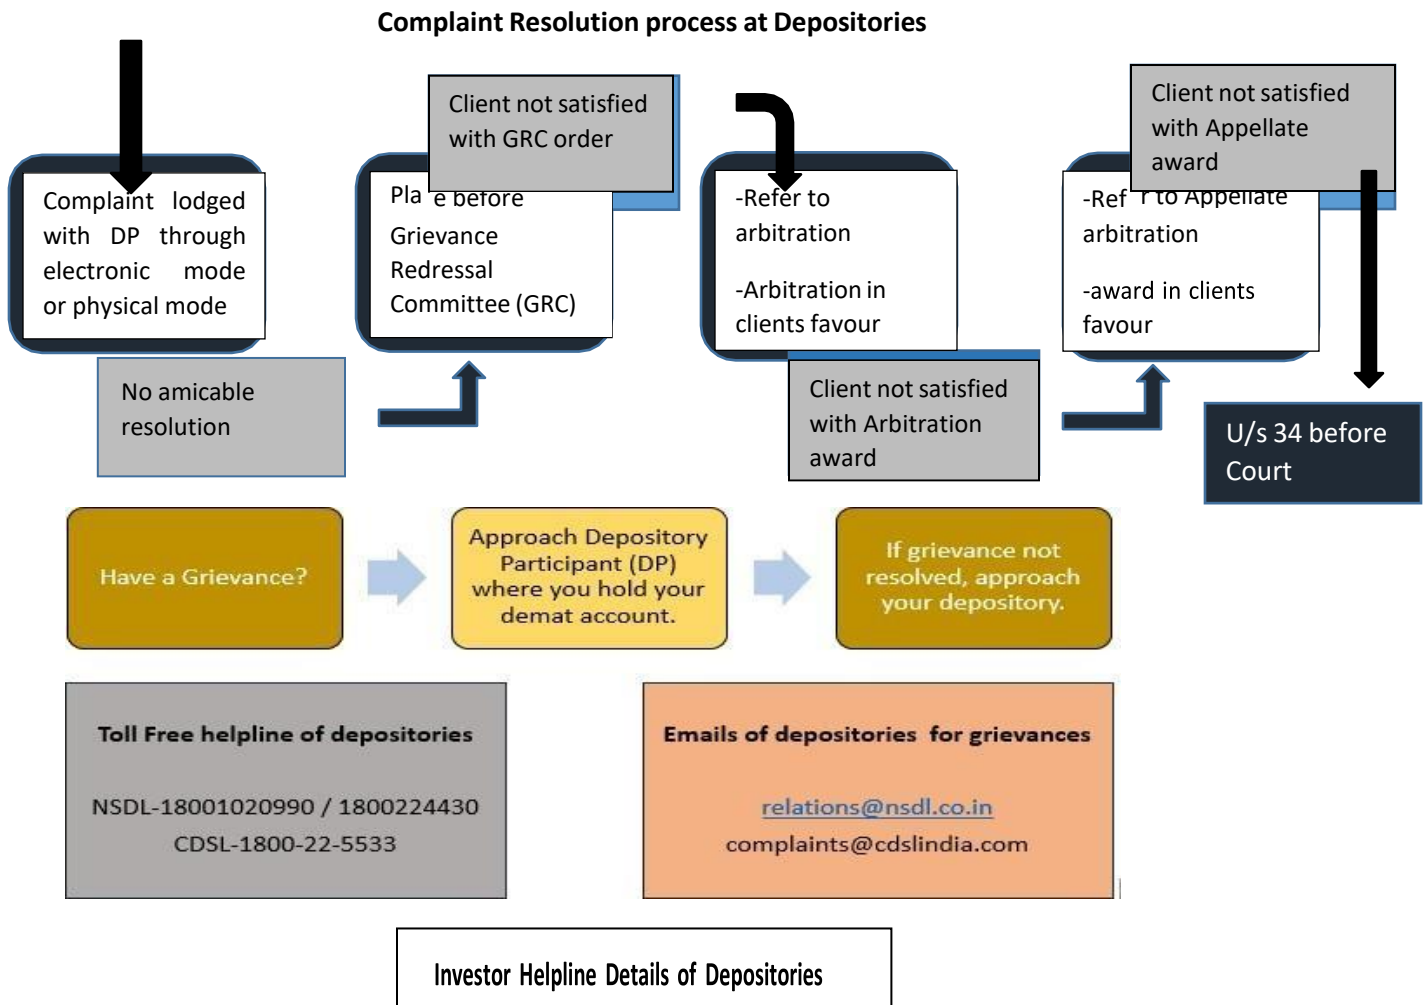 Complaint Resolution process at Depositories
Complaint lodged
with DP through
electronic mode
or physical mode
No amicable
resolution
Client not satisfied
with GRC order
Pla e before
Grievance
Redressal
Committee (GRC)
-Refer to
arbitration
-Arbitration in
clients favour
Client not satisfied
with Arbitration
award
Client not satisfied
with Appellate
award
-Ref r to Appellate
arbitration
-award in clients
favour
U/s 34 before
Court
Have a Grievance?
Approach Depository
Participant (DP)
where you hold your
demat account.
If grievance not
resolved, approach
your depository.
Toll Free helpline of depositories
NSDL-18001020990 / 1800224430
CDSL-1800-22-5533
Emails of depositories for grievances
relations@nsdl.co.in
complaints@cdslindia.com
Investor Helpline Details of Depositories